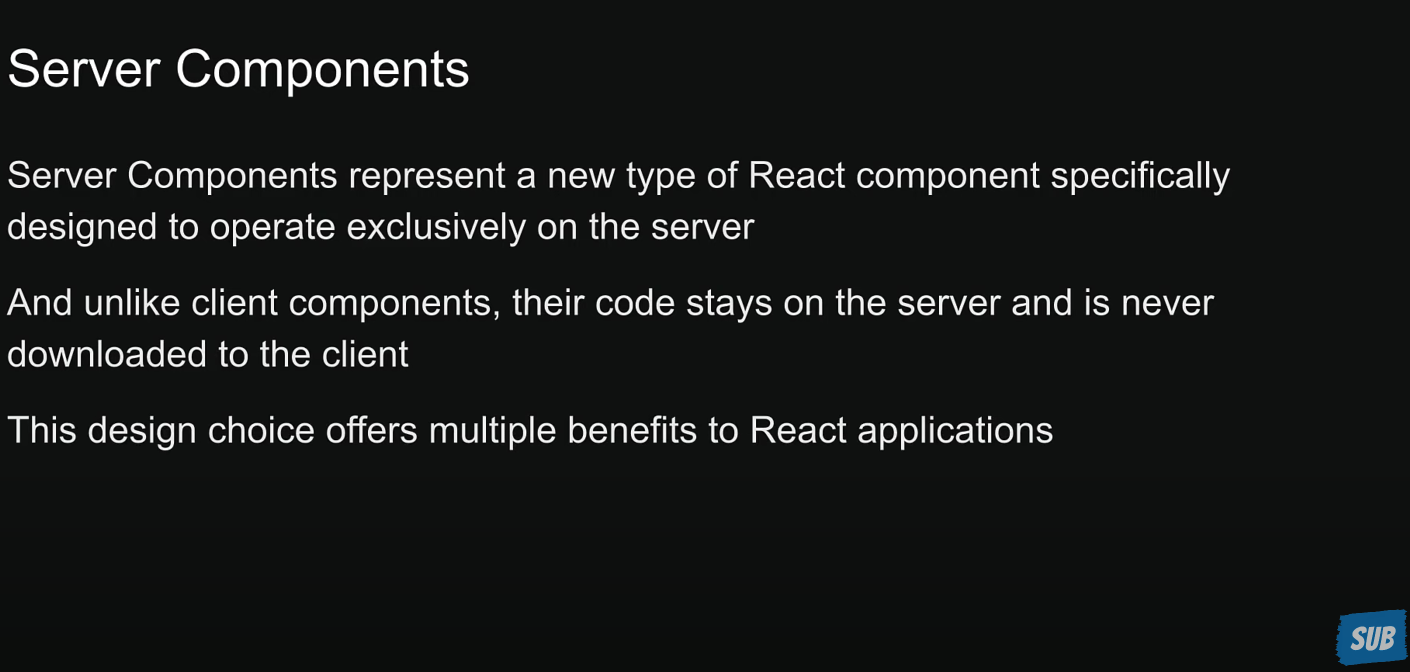 Server Components
Server Components represent a new type of React component specifically
designed to operate exclusively on the server
And unlike client components, their code stays on the server and is never
downloaded to the client
This design choice offers multiple benefits to React applications
SUB